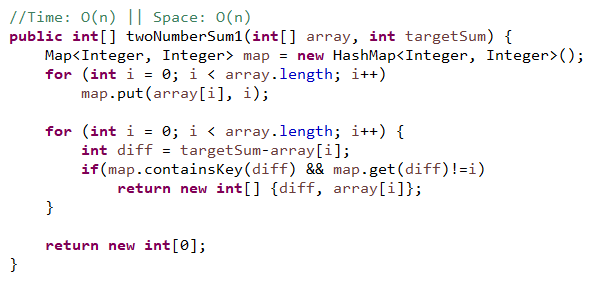 //Time: O(n) || Space: O(n)
public int[] twoNumberSum1(int[] array, int targetSum) {
    Map<Integer, Integer> map = new HashMap<Integer, Integer>();
    for (int i = 0; i < array.length; i++)
        map.put(array[i], i);

    for (int i = 0; i < array.length; i++) {
        int diff = targetSum-array[i];
        if(map.containsKey(diff) && map.get(diff)!=i)
            return new int[] {diff, array[i]};
    }

    return new int[0];
}